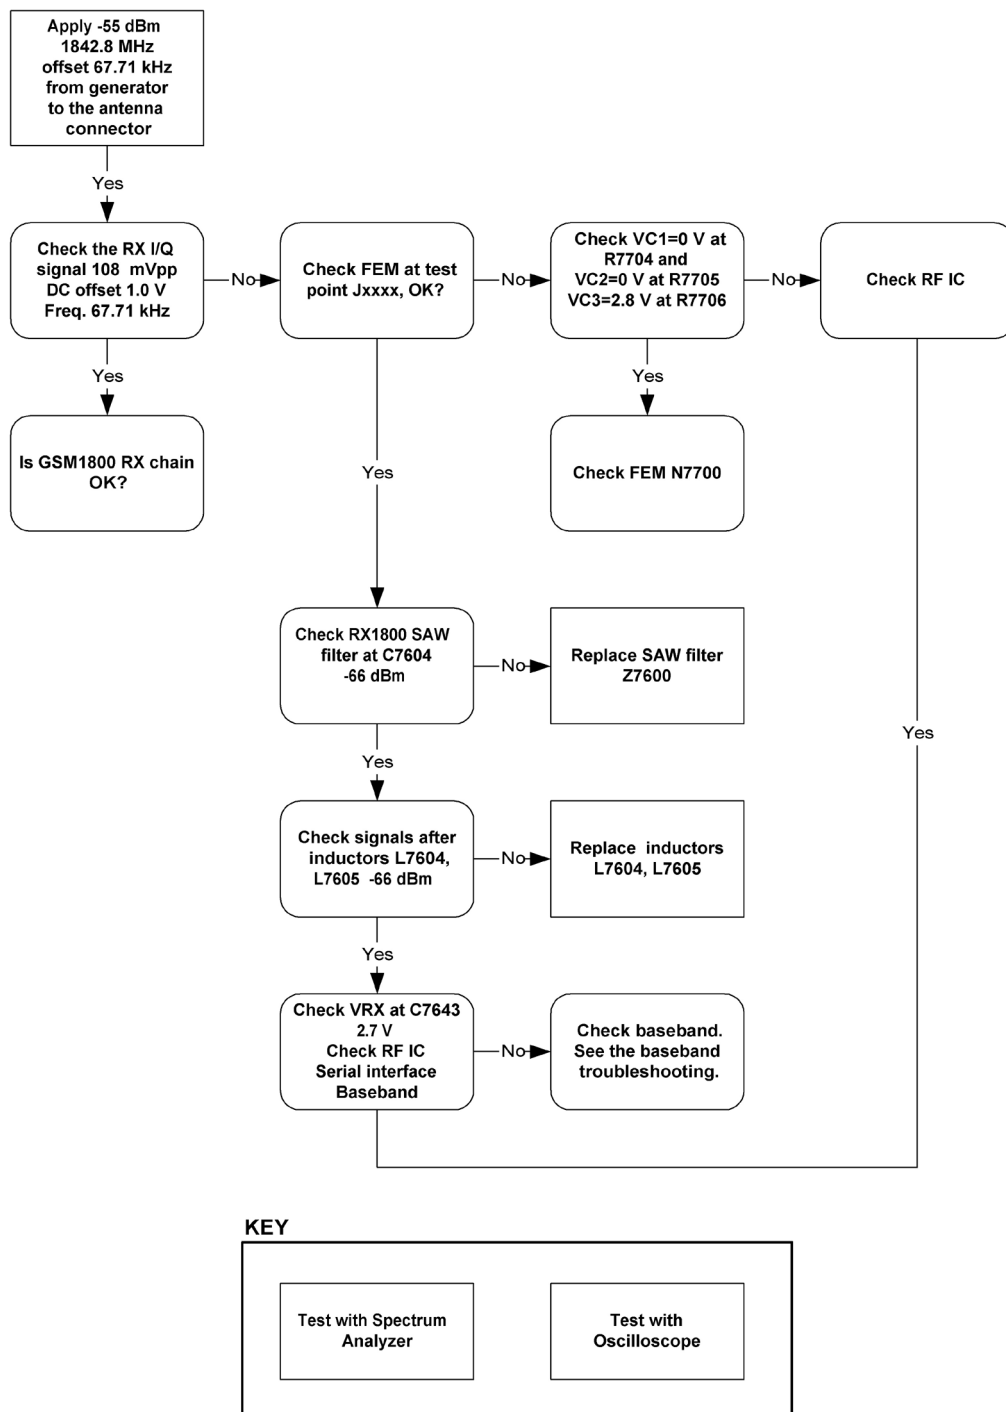 Apply -55 dBm
1842.8 MHz
offset 67.71 kHz
from generator
to the antenna
connector
Yes
Check the RX I/Q
signal 108 mVpp
DC offset 1.0 V
Freq. 67.71 kHz
No
Check FEM at test
point Jxxxx, OK?
No
Check VC1=0 V at
R7704 and
VC2=0 V at R7705
VC3=2.8 V at R7706
No
Check RF IC
Yes
Yes
Is GSM1800 RX chain
OK?
Yes
Check FEM N7700
Check RX1800 SAW
filter at C7604
-66 dBm
No
Replace SAW filter
Z7600
Yes
Yes
Check signals after
inductors L7604,
L7605 -66 dBm
No
Replace inductors
L7604, L7605
Yes
Check VRX at C7643
2.7 V
Check RF IC
Serial interface
Baseband
No
Check baseband.
See the baseband
troubleshooting.
KEY
Test with Spectrum
Analyzer
Test with
Oscilloscope